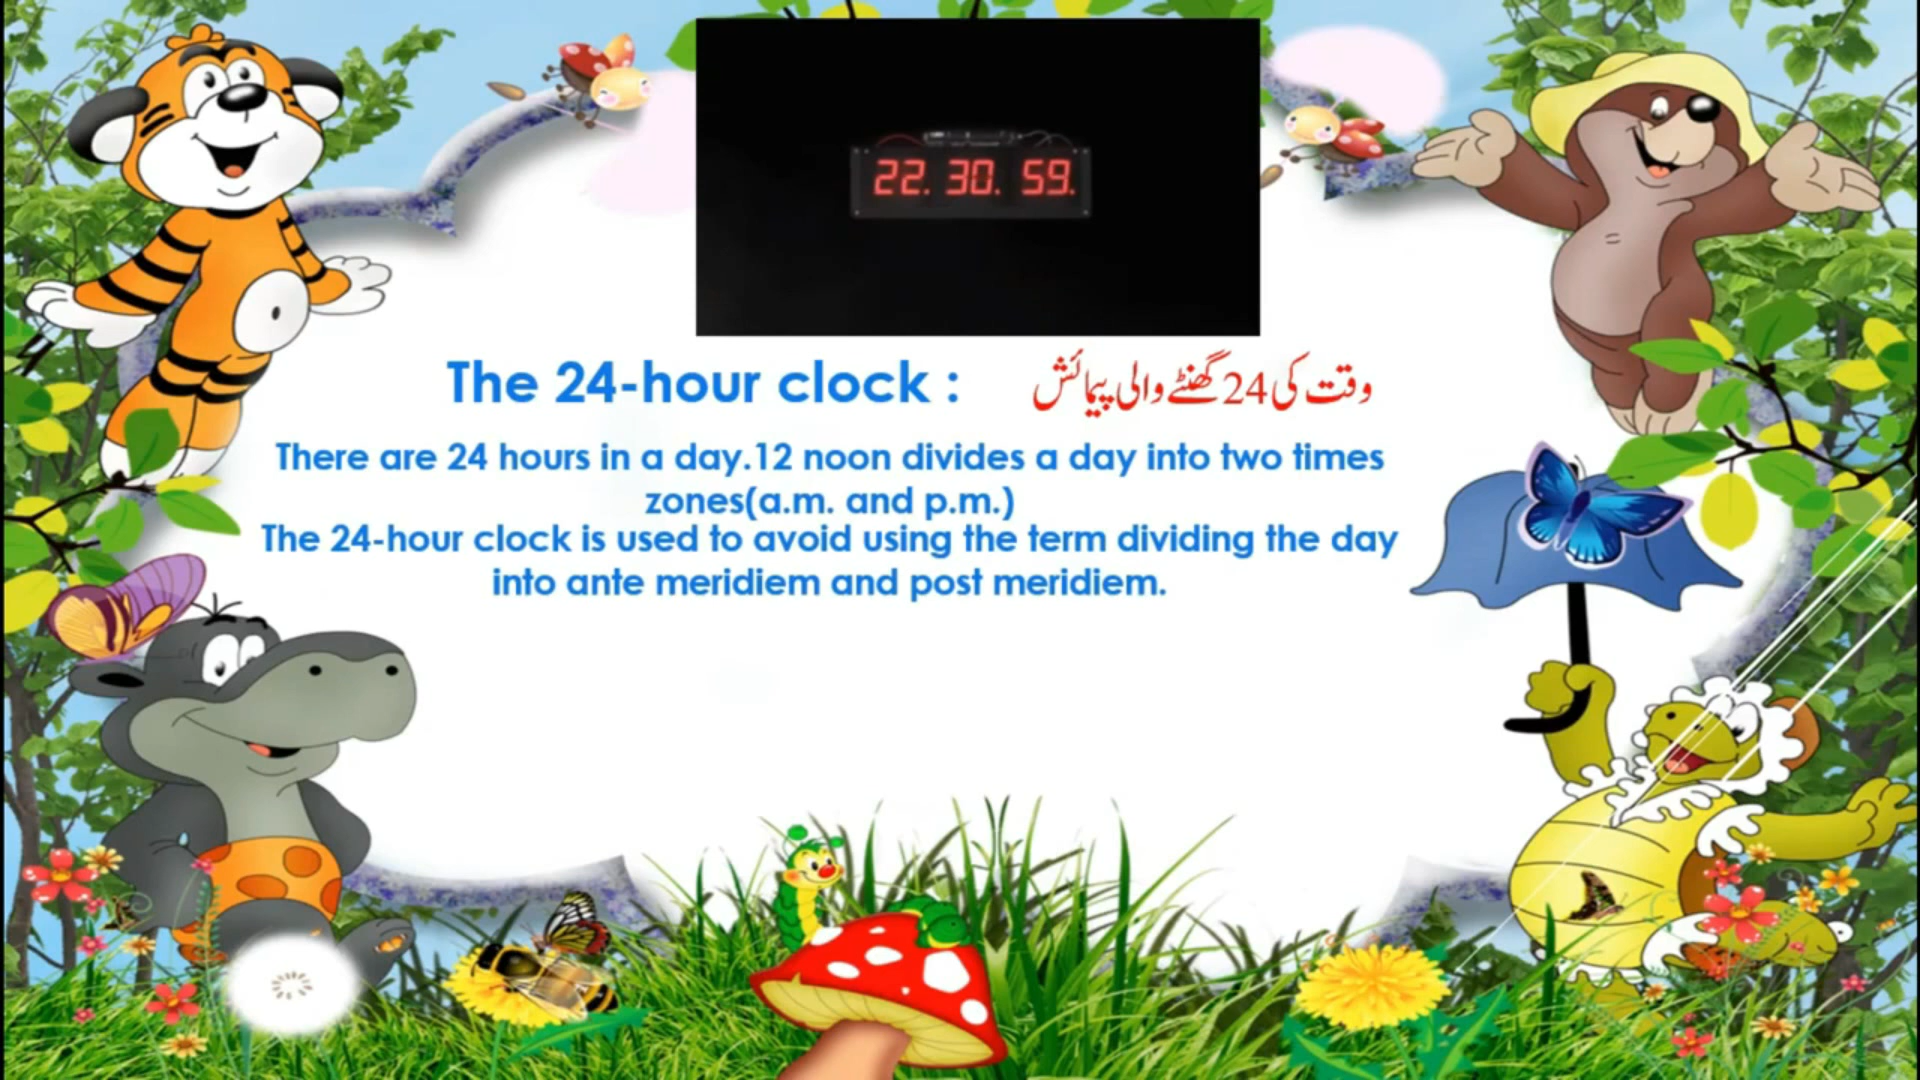 22. 30. 59.
The 24-hour clock : وقت کی 24 گھنٹے والی پیمائش
There are 24 hours in a day.12 noon divides a day into two times
zones(a.m. and p.m.)
The 24-hour clock is used to avoid using the term dividing the day
into ante meridiem and post meridiem.